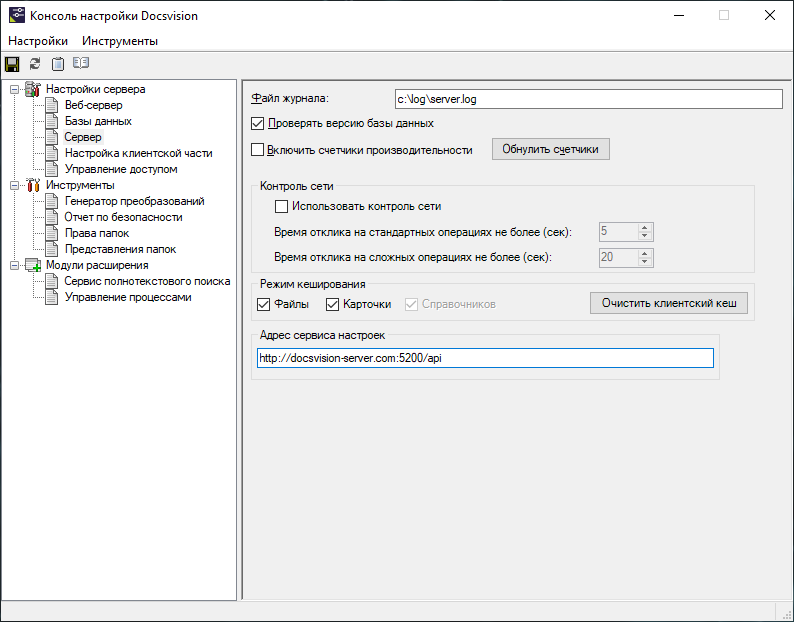 Консоль настройки Docsvision
Настройки Инструменты
Настройки сервера
Веб-сервер
Базы данных
Сервер
Настройка клиентской части
Управление доступом
Инструменты
Генератор преобразований
Отчет по безопасности
Права папок
Представления папок
Модули расширения
Сервис полнотекстового поиска
Управление процессами
Файл журнала: c:\log\server.log
Проверять версию базы данных
Включить счетчики производительности Обнулить счетчики
Контроль сети
Использовать контроль сети
Время отклика на стандартных операциях не более (сек): 5
Время отклика на сложных операциях не более (сек): 20
Режим кеширования
Файлы Карточки Справочников Очистить клиентский кеш
Адрес сервиса настроек
http://docsvision-server.com:5200/api